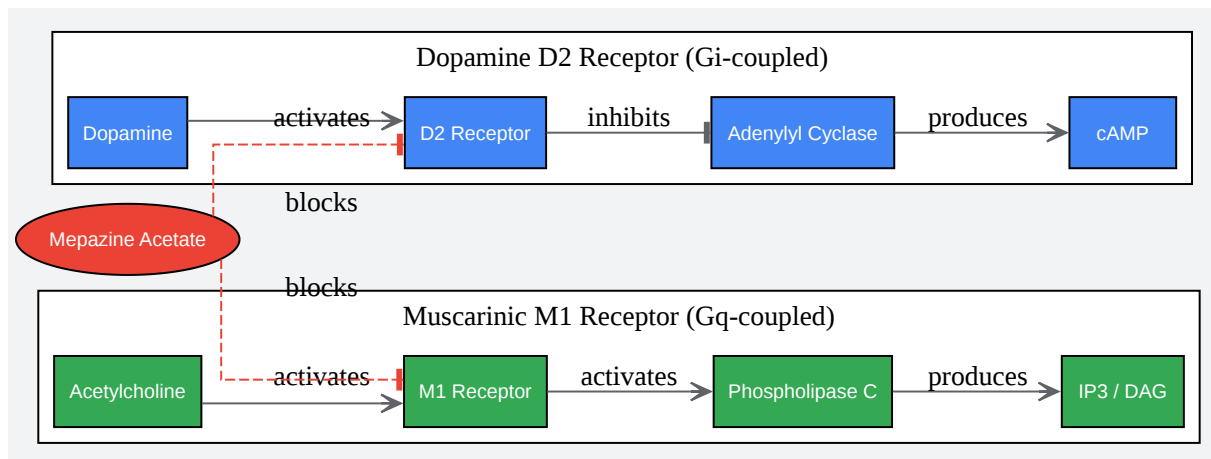 Dopamine D2 Receptor (Gi-coupled)
Dopamine
activates
D2 Receptor
inhibits
Adenylyl Cyclase
produces
cAMP
blocks
Mepazine Acetate
blocks
Muscarinic M1 Receptor (Gq-coupled)
Acetylcholine
activates
M1 Receptor
activates
Phospholipase C
produces
IP3 / DAG